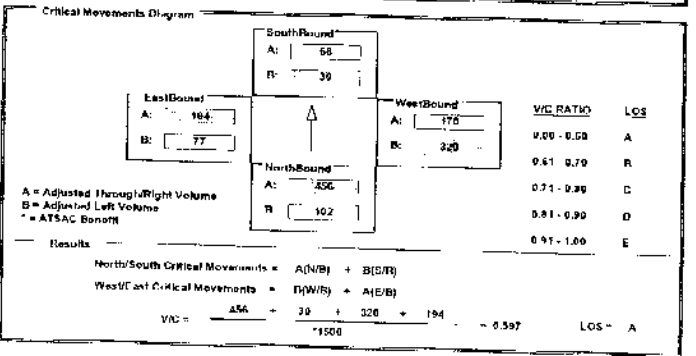 Critical Movements Diagram
SouthBound
A: 68
B: 30
EastBound
A: 194
B: 77
WestBound
A: 176
B: 320
NorthBound
A: 456
B 102
V/C RATIO LOS
0.00 - 0.60 A
0.61 - 0.70 B
0.71 - 0.80 C
0.81 - 0.90 D
0.91 - 1.00 E
A = Adjusted Through/Right Volume
B = Adjusted Left Volume
* = ATSAC Benefit
Results
North/South Critical Movements = A(N/B) + B(S/B)
West/East Critical Movements = B(W/B) + A(E/B)
V/C = 456 + 30 + 320 + 194
*1500
= 0.597 LOS = A